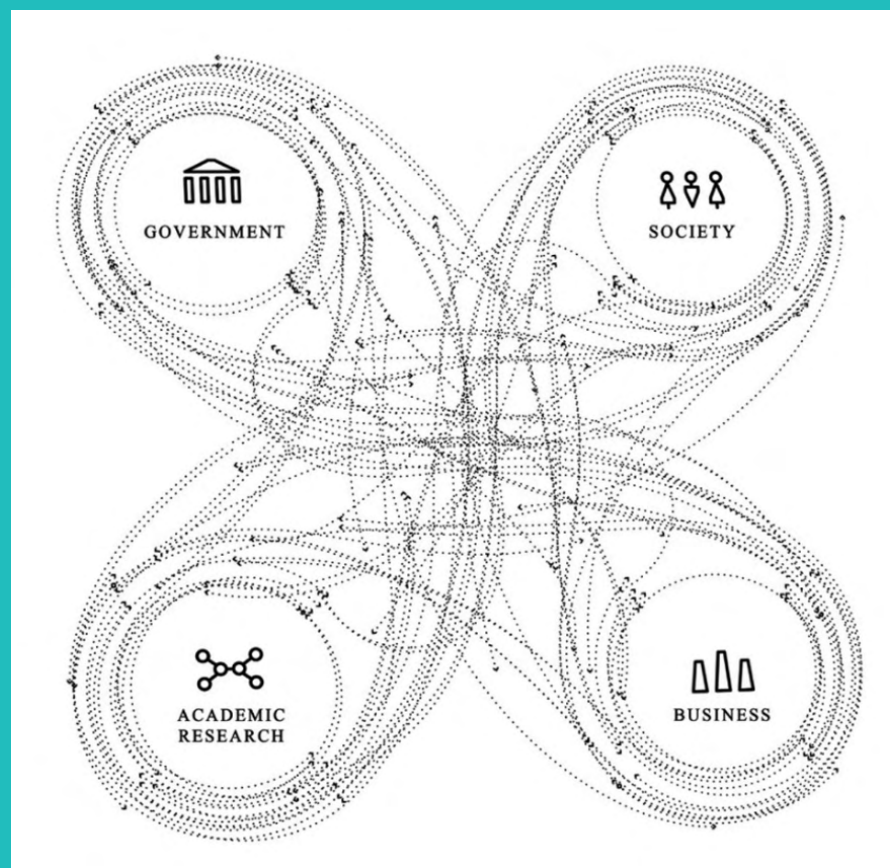 GOVERNMENT
SOCIETY
ACADEMIC
RESEARCH
BUSINESS